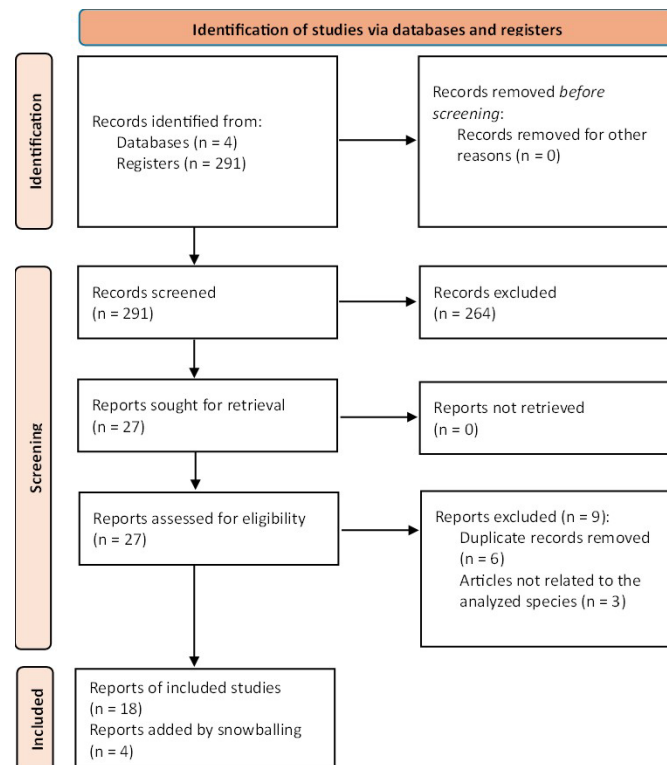 Identification of studies via databases and registers
Identification
Records identified from:
Databases (n = 4)
Registers (n = 291)
Records removed before
screening:
Records removed for other
reasons (n = 0)
Screening
Records screened
(n = 291)
Records excluded
(n = 264)
Reports sought for retrieval
(n = 27)
Reports not retrieved
(n = 0)
Reports assessed for eligibility
(n = 27)
Reports excluded (n = 9):
Duplicate records removed
(n = 6)
Articles not related to the
analyzed species (n = 3)
Included
Reports of included studies
(n = 18)
Reports added by snowballing
(n = 4)